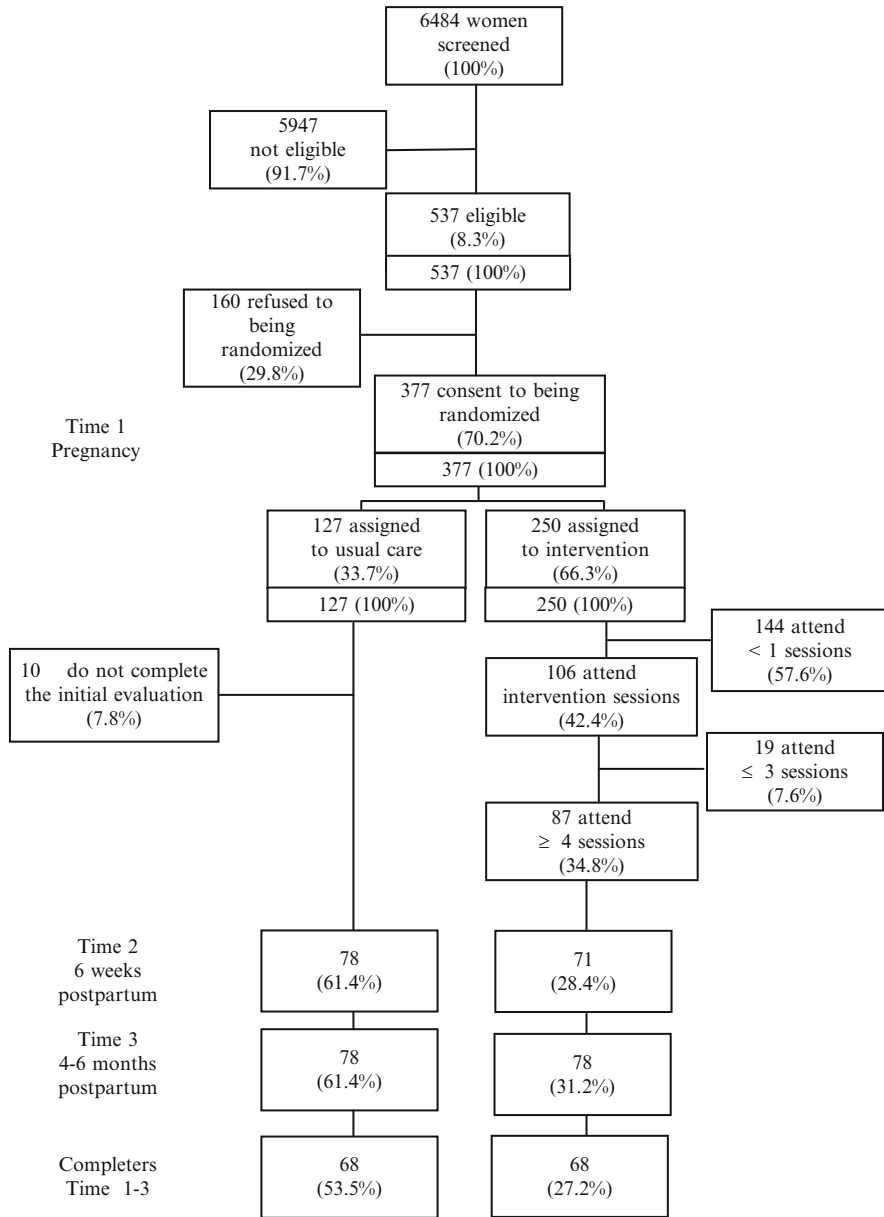 6484 women
screened
(100%)
5947
not eligible
(91.7%)
537 eligible
(8.3%)
537 (100%)
160 refused to
being
randomized
(29.8%)
377 consent to being
randomized
(70.2%)
377 (100%)
Time 1
Pregnancy
127 assigned
to usual care
(33.7%)
127 (100%)
250 assigned
to intervention
(66.3%)
250 (100%)
144 attend
< 1 sessions
(57.6%)
10 do not complete
the initial evaluation
(7.8%)
106 attend
intervention sessions
(42.4%)
19 attend
≤ 3 sessions
(7.6%)
87 attend
≥ 4 sessions
(34.8%)
Time 2
6 weeks
postpartum
78
(61.4%)
71
(28.4%)
Time 3
4-6 months
postpartum
78
(61.4%)
78
(31.2%)
Completers
Time 1-3
68
(53.5%)
68
(27.2%)